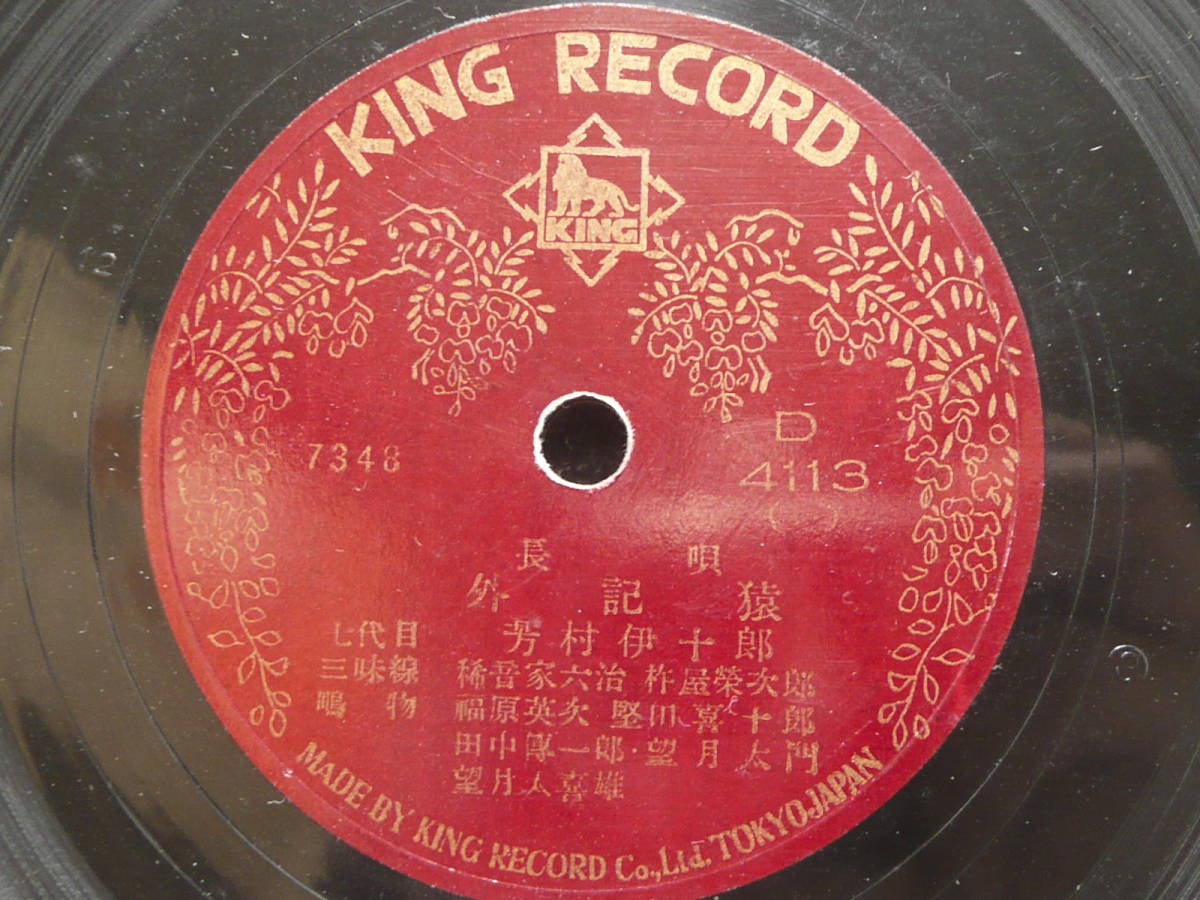 KING RECORD
KING
D
7348
4113
長唄
外記猿
七代目 芳村伊十郎
三味線 稀音家六治 杵屋榮次郎
鳴物 福原英次 堅田喜十郎
田中傳一郎・望月太門
望月太喜雄
MADE BY KING RECORD Co.,Ltd. TOKYO JAPAN